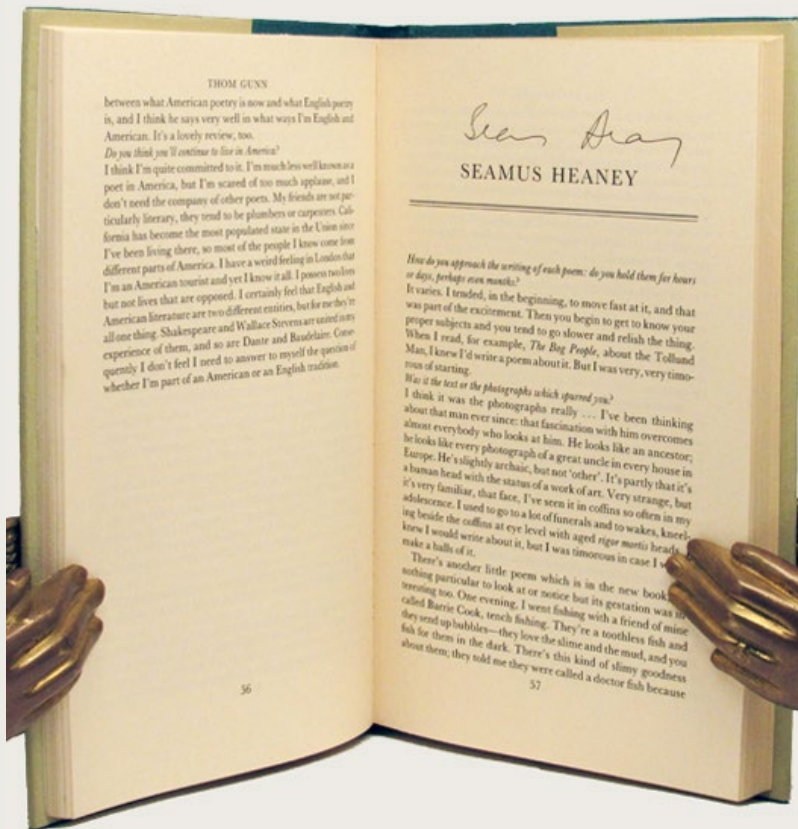 THOM GUNN
between what American poetry is now and what English poetry
is, and I think he says very well in what ways I'm English and
American. It's a lovely review, too.
Do you think you'll continue to live in America?
I think I'm quite committed to it. I'm much less well known as a
poet in America, but I'm scared of too much applause, and I
don't need the company of other poets. My friends are not par-
ticularly literary, they tend to be plumbers or carpenters. Cali-
fornia has become the most populated state in the Union since
I've been living there, so most of the people I know come from
different parts of America. I have a weird feeling in London that
I'm an American tourist and yet I know it all. I possess two lives
but not lives that are opposed. I certainly feel that English and
American literature are two different entities, but for me they're
all one thing. Shakespeare and Wallace Stevens are united in my
experience of them, and so are Dante and Baudelaire. Conse-
quently I don't feel I need to answer to myself the question of
whether I'm part of an American or an English tradition.
56
SEAMUS HEANEY
How do you approach the writing of each poem: do you hold them for hours
or days, perhaps even months?
It varies. I tended, in the beginning, to move fast at it, and that
was part of the excitement. Then you begin to get to know your
proper subjects and you tend to go slower and relish the thing.
When I read, for example, The Bog People, about the Tollund
Man, I knew I'd write a poem about it. But I was very, very timo-
rous of starting.
Was it the text or the photographs which spurred you?
I think it was the photographs really ... I've been thinking
about that man ever since: that fascination with him overcomes
almost everybody who looks at him. He looks like an ancestor;
he looks like every photograph of a great uncle in every house in
Europe. He's slightly archaic, but not 'other'. It's partly that it's
a human head with the status of a work of art. Very strange, but
it's very familiar, that face, I've seen it in coffins so often in my
adolescence. I used to go to a lot of funerals and to wakes, kneel-
ing beside the coffins at eye level with aged rigor mortis heads.
knew I would write about it, but I was timorous in case I
make a balls of it.
There's another little poem which is in the new book,
nothing particular to look at or notice but its gestation was
teresting too. One evening, I went fishing with a friend of mine
called Barrie Cook, tench fishing. They're a toothless fish and
they send up bubbles—they love the slime and the mud, and you
fish for them in the dark. There's this kind of slimy goodness
about them; they told me they were called a doctor fish because
57